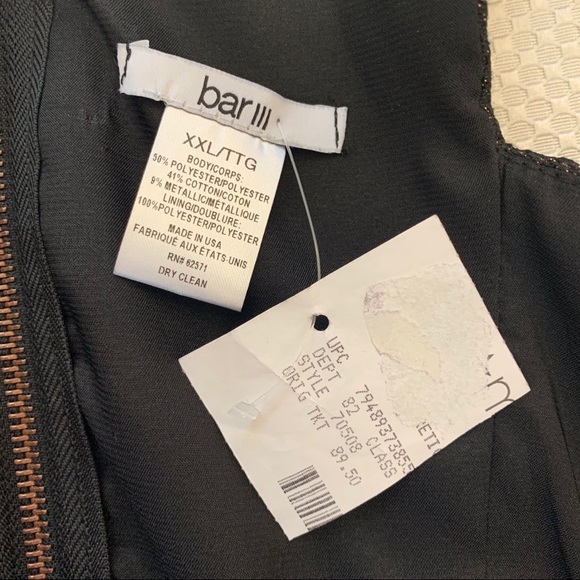 bar III
XXL/TTG
BODY/CORPS:
50% POLYESTER/POLYESTER
41% COTTON/COTON
9% METALLIC/MÉTALLIQUE
LINING/DOUBLURE:
100%POLYESTER/POLYESTER
MADE IN USA
FABRIQUÉ AUX ÉTATS-UNIS
RN# 62571
DRY CLEAN
UPC 79489373855
DEPT 82 CLASS
STYLE 70508
ORIG TKT 89.50